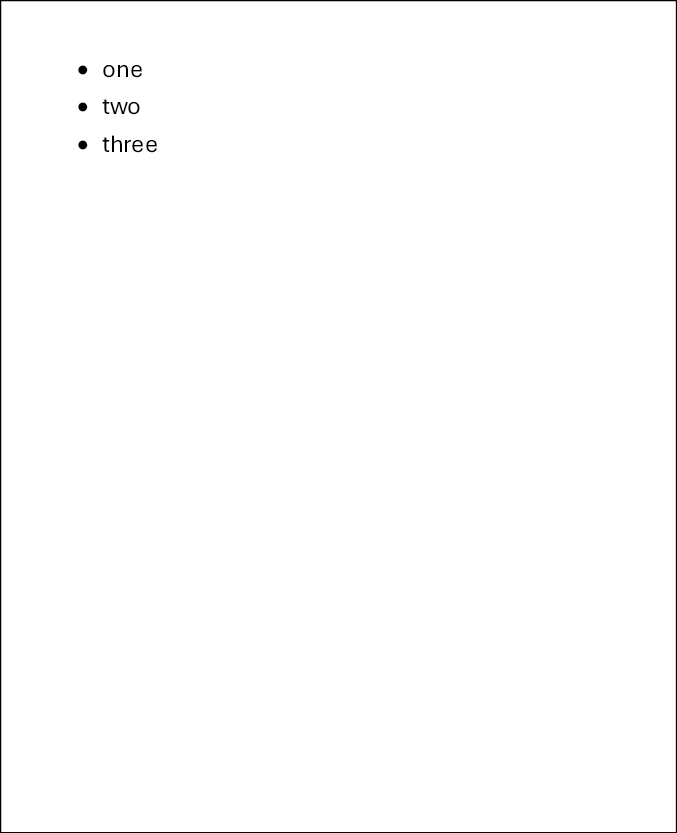 • one
• two
• three